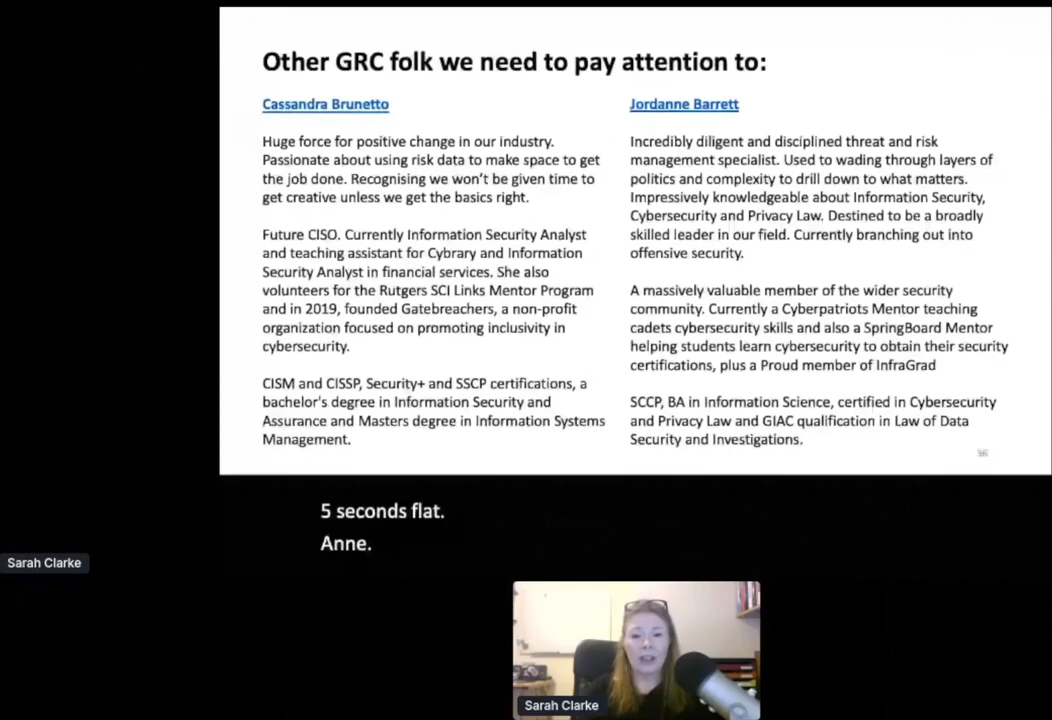 Other GRC folk we need to pay attention to:
Cassandra Brunetto
Huge force for positive change in our industry.
Passionate about using risk data to make space to get
the job done. Recognising we won't be given time to
get creative unless we get the basics right.
Future CISO. Currently Information Security Analyst
and teaching assistant for Cybrary and Information
Security Analyst in financial services. She also
volunteers for the Rutgers SCI Links Mentor Program
and in 2019, founded Gatebreachers, a non-profit
organization focused on promoting inclusivity in
cybersecurity.
CISM and CISSP, Security+ and SSCP certifications, a
bachelor's degree in Information Security and
Assurance and Masters degree in Information Systems
Management.
Jordanne Barrett
Incredibly diligent and disciplined threat and risk
management specialist. Used to wading through layers of
politics and complexity to drill down to what matters.
Impressively knowledgeable about Information Security,
Cybersecurity and Privacy Law. Destined to be a broadly
skilled leader in our field. Currently branching out into
offensive security.
A massively valuable member of the wider security
community. Currently a Cyberpatriots Mentor teaching
cadets cybersecurity skills and also a SpringBoard Mentor
helping students learn cybersecurity to obtain their security
certifications, plus a Proud member of InfraGrad
SCCP, BA in Information Science, certified in Cybersecurity
and Privacy Law and GIAC qualification in Law of Data
Security and Investigations.
5 seconds flat.
Anne.
Sarah Clarke
Sarah Clarke